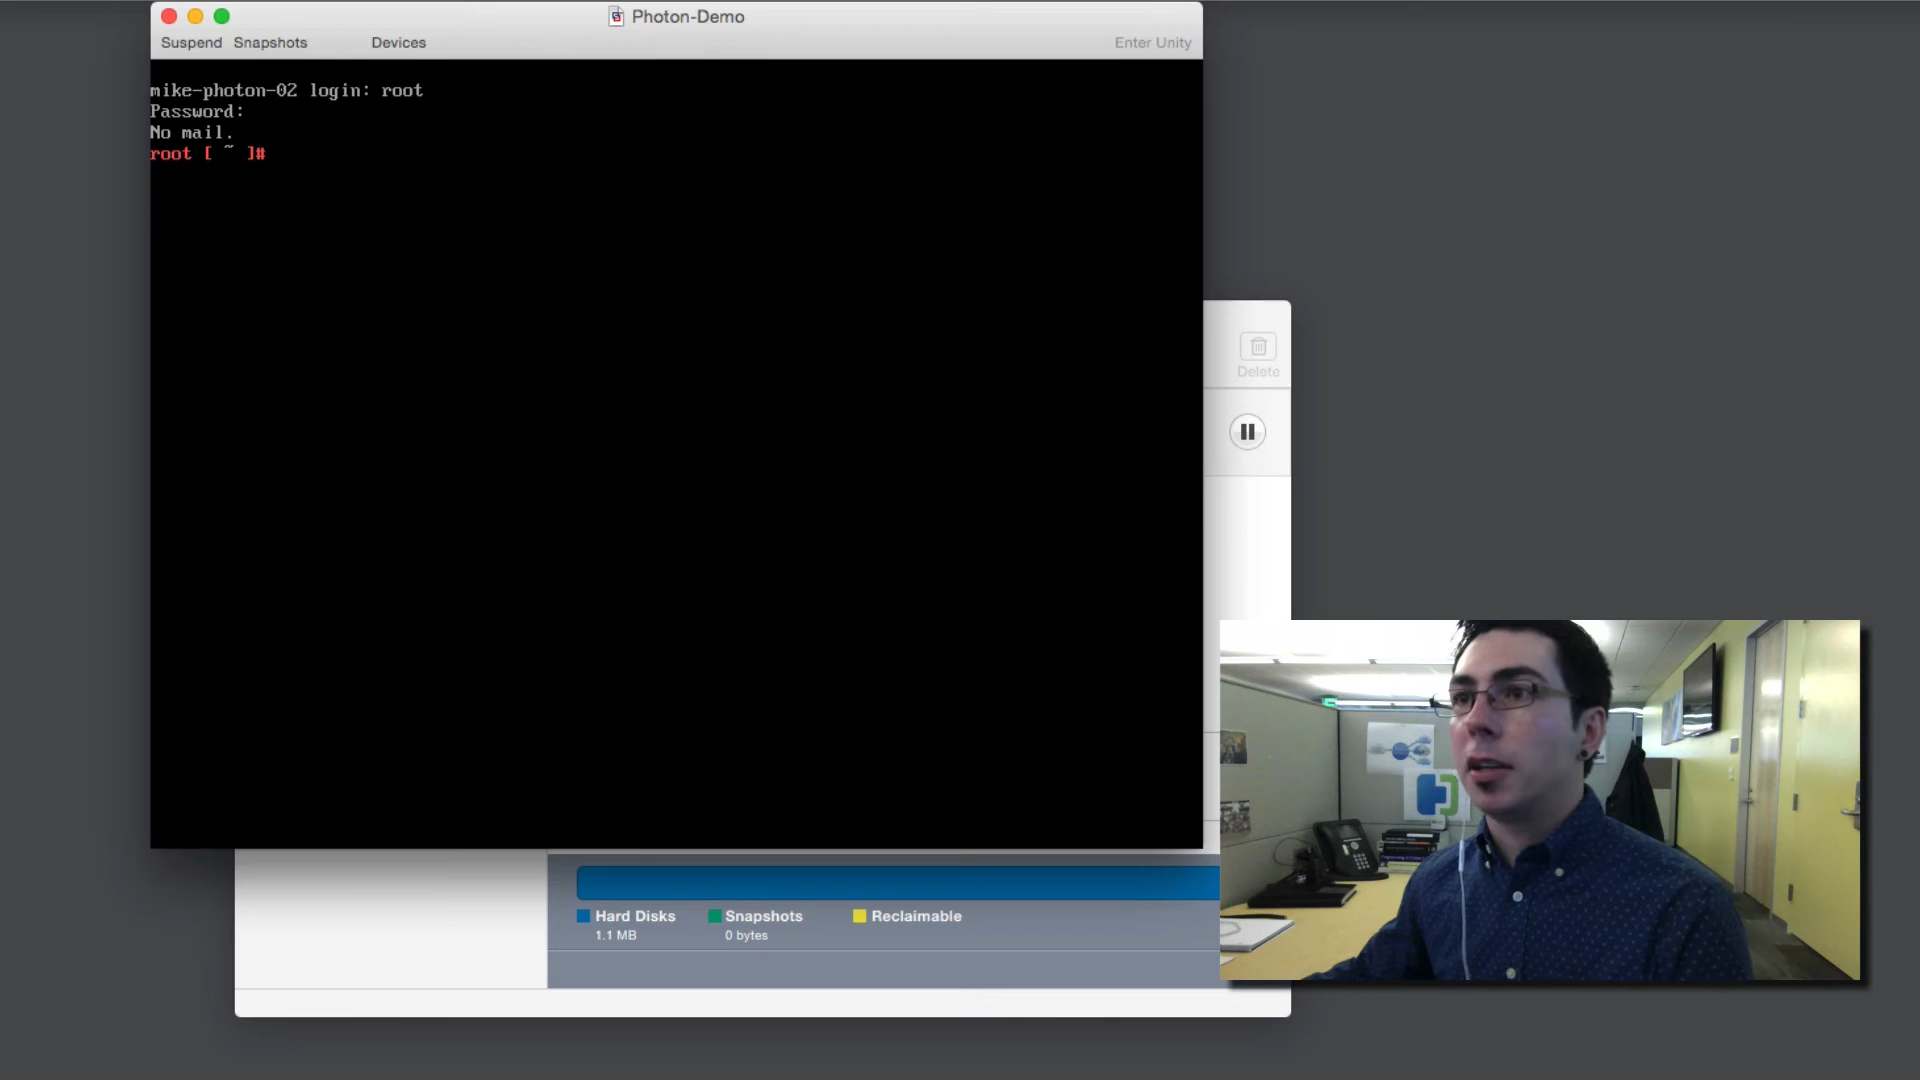 Photon-Demo
Suspend Snapshots Devices Enter Unity
mike-photon-02 login: root
Password:
No mail.
root [ ~ ]#
Delete
Hard Disks Snapshots Reclaimable
1.1 MB 0 bytes